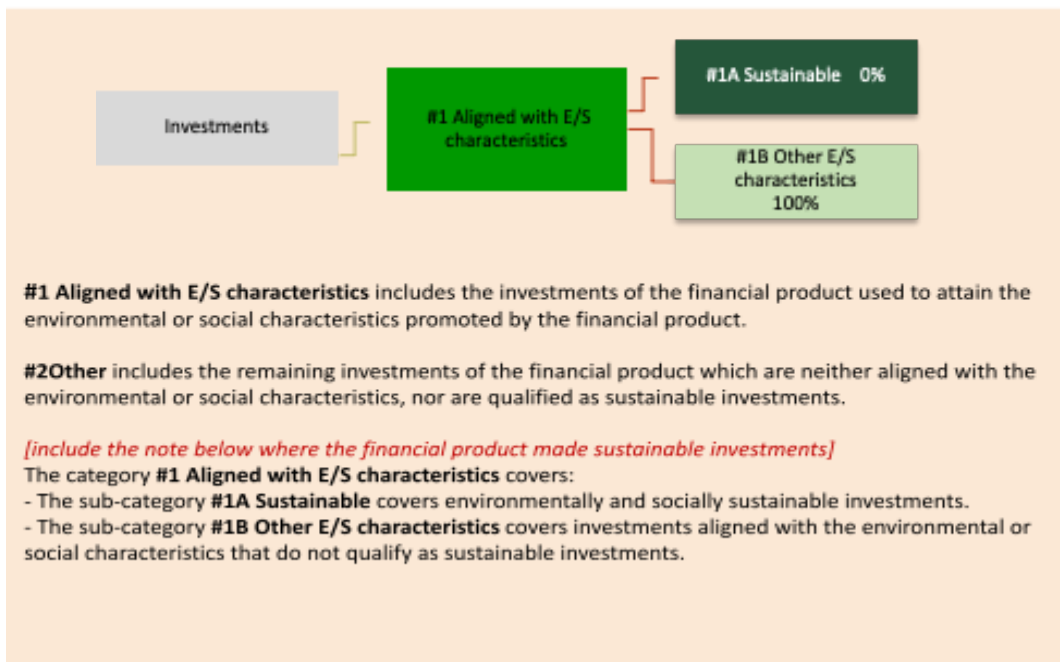 #1A Sustainable 0%
Investments
#1 Aligned with E/S
characteristics
#1B Other E/S
characteristics
100%
#1 Aligned with E/S characteristics includes the investments of the financial product used to attain the
environmental or social characteristics promoted by the financial product.
#2Other includes the remaining investments of the financial product which are neither aligned with the
environmental or social characteristics, nor are qualified as sustainable investments.
[include the note below where the financial product made sustainable investments]
The category #1 Aligned with E/S characteristics covers:
- The sub-category #1A Sustainable covers environmentally and socially sustainable investments.
- The sub-category #1B Other E/S characteristics covers investments aligned with the environmental or
social characteristics that do not qualify as sustainable investments.